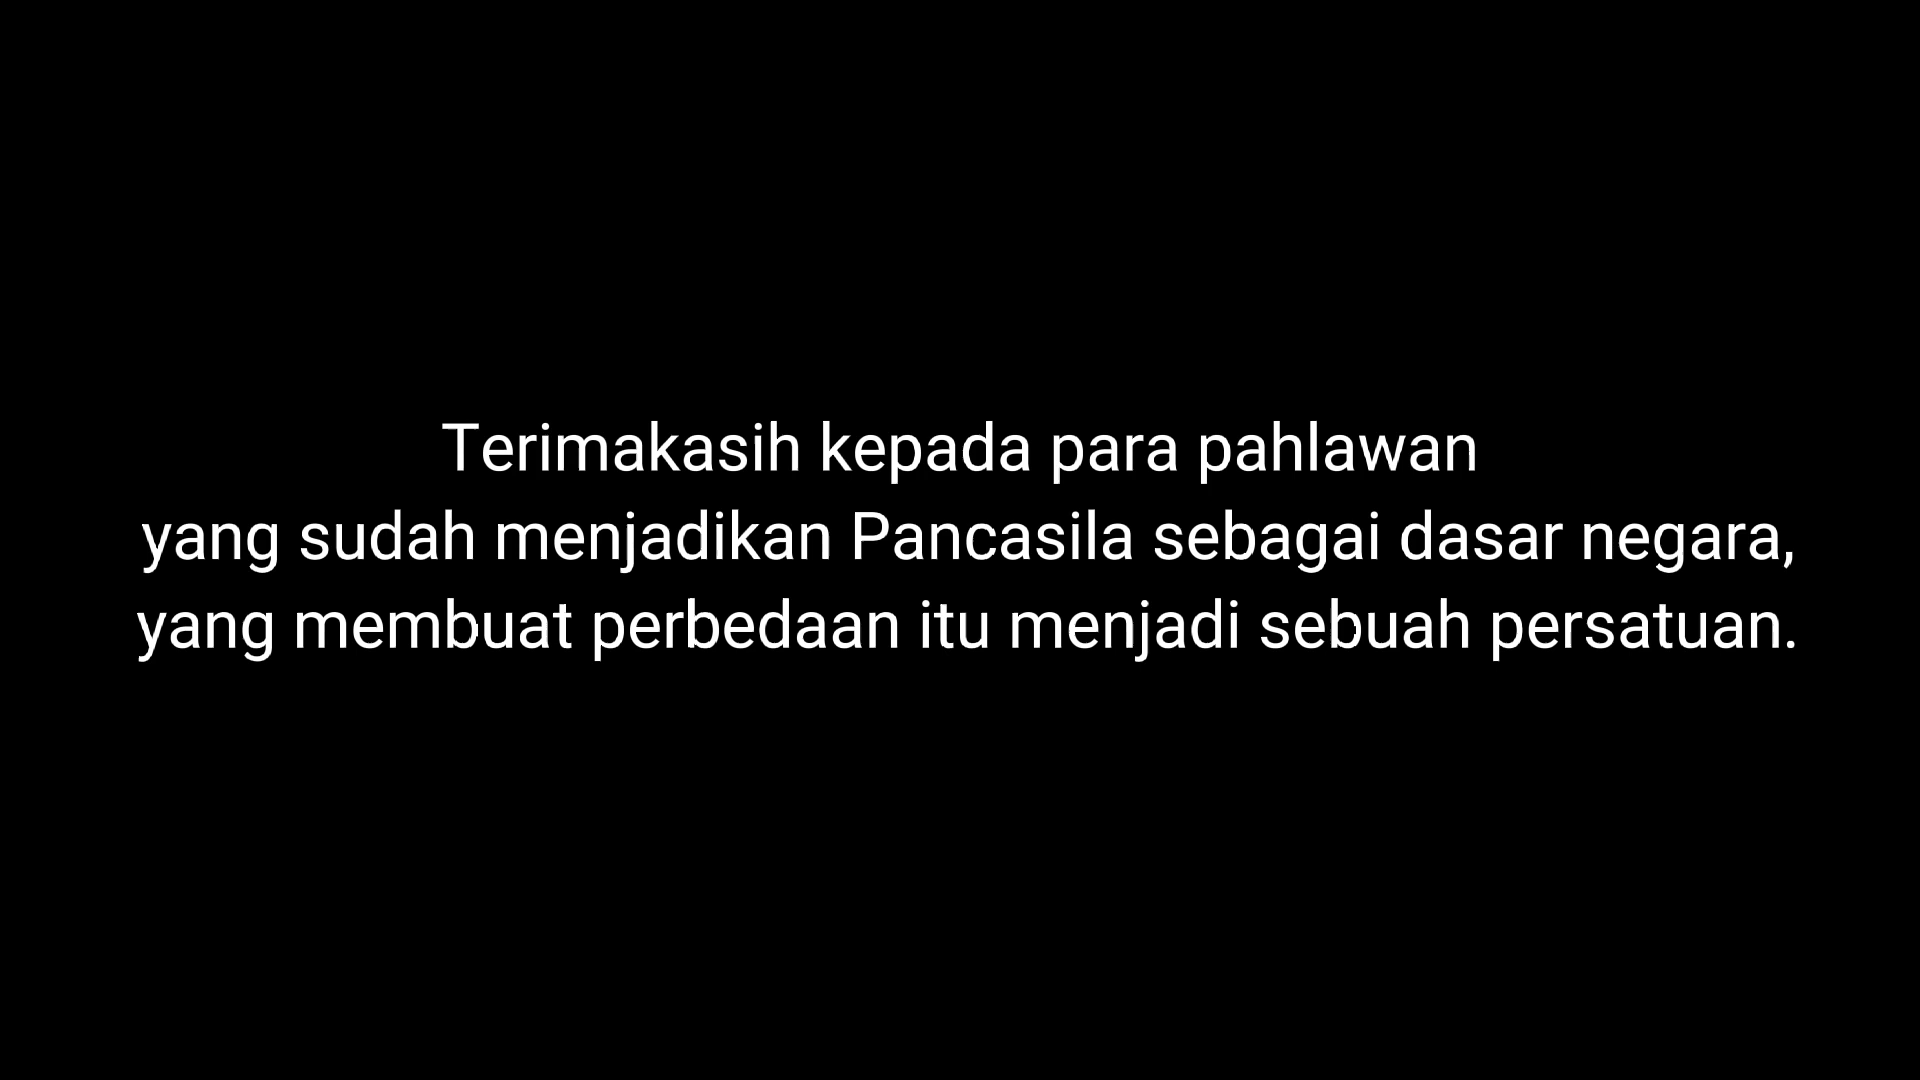 Terimakasih kepada para pahlawan
yang sudah menjadikan Pancasila sebagai dasar negara,
yang membuat perbedaan itu menjadi sebuah persatuan.